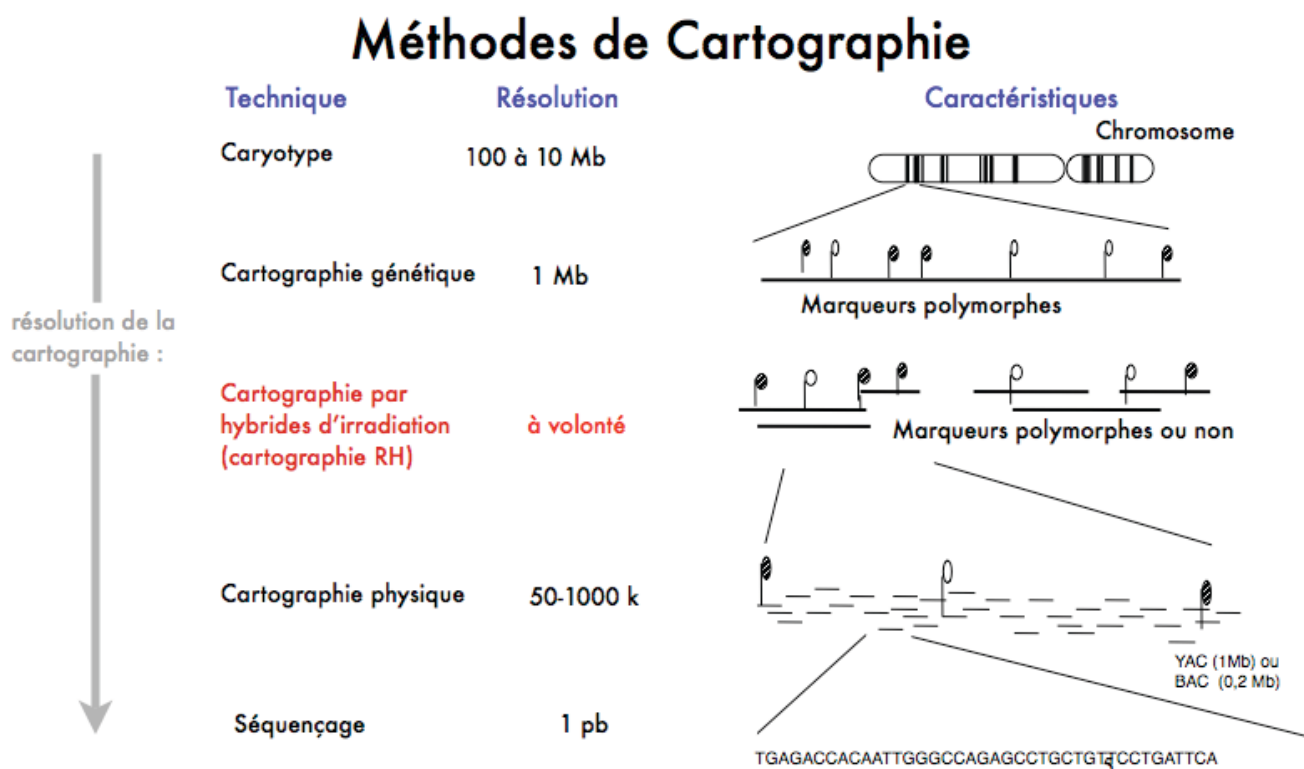 Méthodes de Cartographie
Technique
Résolution
Caractéristiques
Caryotype
100 à 10 Mb
Chromosome
Cartographie génétique
1 Mb
Marqueurs polymorphes
résolution de la
cartographie :
Cartographie par
hybrides d’irradiation
(cartographie RH)
à volonté
Marqueurs polymorphes ou non
Cartographie physique
50-1000 k
YAC (1Mb) ou
BAC (0,2 Mb)
Séquençage
1 pb
TGAGACCACAATTGGGCCAGAGCCTGCTGTTCCTGATTCA